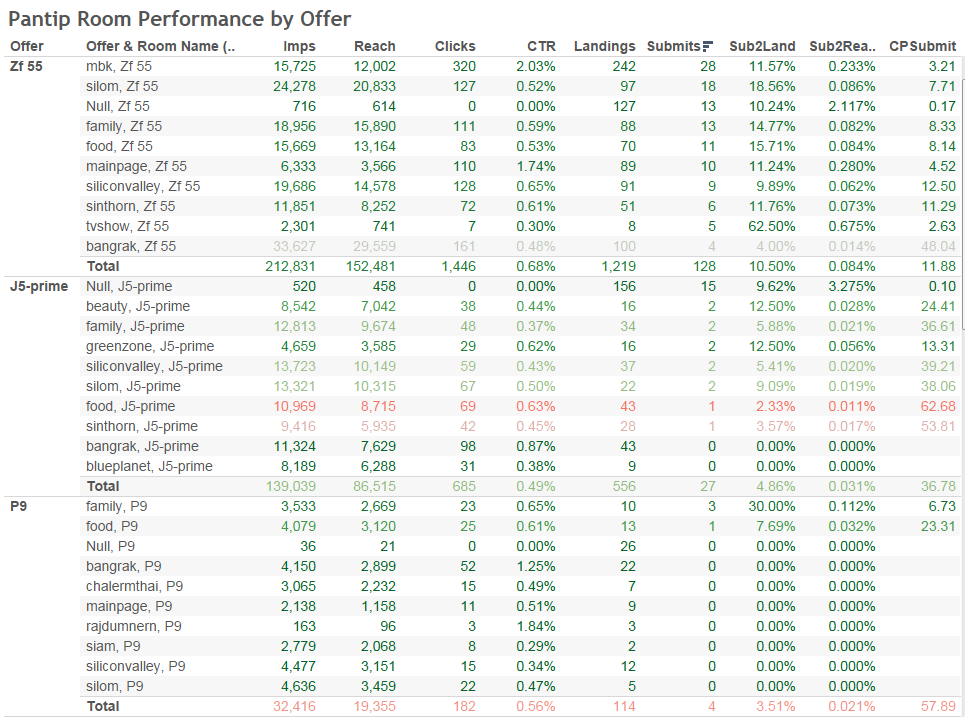 Pantip Room Performance by Offer
Offer Offer & Room Name (.. Imps Reach Clicks CTR Landings Submits Sub2Land Sub2Rea.. CPSubmit
Zf 55 mbk, Zf 55 15,725 12,002 320 2.03% 242 28 11.57% 0.233% 3.21
silom, Zf 55 24,278 20,833 127 0.52% 97 18 18.56% 0.086% 7.71
Null, Zf 55 716 614 0 0.00% 127 13 10.24% 2.117% 0.17
family, Zf 55 18,956 15,890 111 0.59% 88 13 14.77% 0.082% 8.33
food, Zf 55 15,669 13,164 83 0.53% 70 11 15.71% 0.084% 8.14
mainpage, Zf 55 6,333 3,566 110 1.74% 89 10 11.24% 0.280% 4.52
siliconvalley, Zf 55 19,686 14,578 128 0.65% 91 9 9.89% 0.062% 12.50
sinthorn, Zf 55 11,851 8,252 72 0.61% 51 6 11.76% 0.073% 11.29
tvshow, Zf 55 2,301 741 7 0.30% 8 5 62.50% 0.675% 2.63
bangrak, Zf 55 33,627 29,559 161 0.48% 100 4 4.00% 0.014% 48.04
Total 212,831 152,481 1,446 0.68% 1,219 128 10.50% 0.084% 11.88
J5-prime Null, J5-prime 520 458 0 0.00% 156 15 9.62% 3.275% 0.10
beauty, J5-prime 8,542 7,042 38 0.44% 16 2 12.50% 0.028% 24.41
family, J5-prime 12,813 9,674 48 0.37% 34 2 5.88% 0.021% 36.61
greenzone, J5-prime 4,659 3,585 29 0.62% 16 2 12.50% 0.056% 13.31
siliconvalley, J5-prime 13,723 10,149 59 0.43% 37 2 5.41% 0.020% 39.21
silom, J5-prime 13,321 10,315 67 0.50% 22 2 9.09% 0.019% 38.06
food, J5-prime 10,969 8,715 69 0.63% 43 1 2.33% 0.011% 62.68
sinthorn, J5-prime 9,416 5,935 42 0.45% 28 1 3.57% 0.017% 53.81
bangrak, J5-prime 11,324 7,629 98 0.87% 43 0 0.00% 0.000%
blueplanet, J5-prime 8,189 6,288 31 0.38% 9 0 0.00% 0.000%
Total 139,039 86,515 685 0.49% 556 27 4.86% 0.031% 36.78
P9 family, P9 3,533 2,669 23 0.65% 10 3 30.00% 0.112% 6.73
food, P9 4,079 3,120 25 0.61% 13 1 7.69% 0.032% 23.31
Null, P9 36 21 0 0.00% 26 0 0.00% 0.000%
bangrak, P9 4,150 2,899 52 1.25% 22 0 0.00% 0.000%
chalermthai, P9 3,065 2,232 15 0.49% 7 0 0.00% 0.000%
mainpage, P9 2,138 1,158 11 0.51% 9 0 0.00% 0.000%
rajdumnern, P9 163 96 3 1.84% 3 0 0.00% 0.000%
siam, P9 2,779 2,068 8 0.29% 2 0 0.00% 0.000%
siliconvalley, P9 4,477 3,151 15 0.34% 12 0 0.00% 0.000%
silom, P9 4,636 3,459 22 0.47% 5 0 0.00% 0.000%
Total 32,416 19,355 182 0.56% 114 4 3.51% 0.021% 57.89